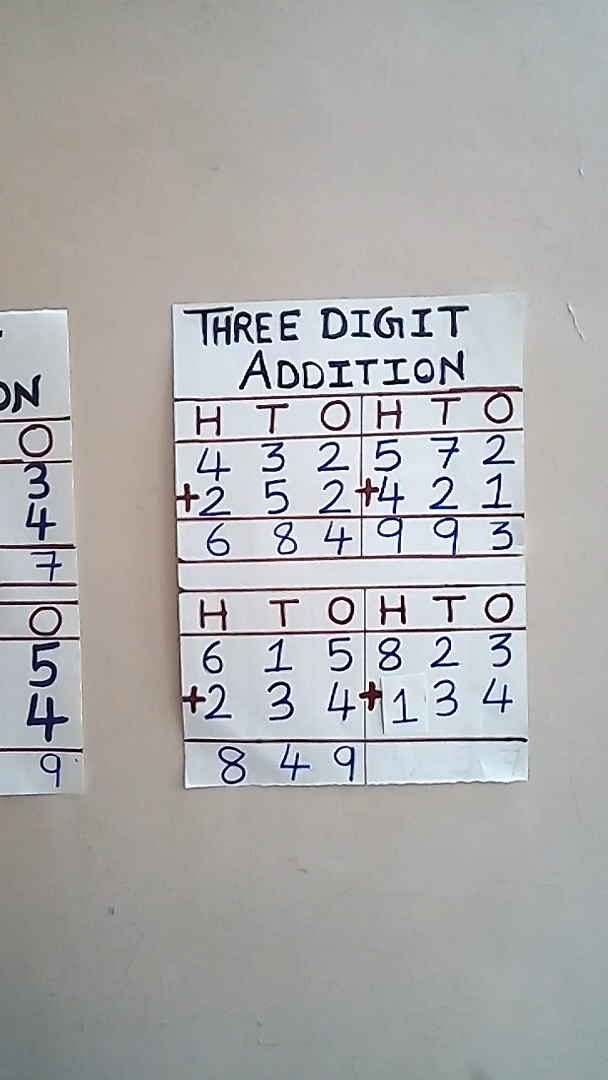 ON
O
3
4
7
O
5
4
9
THREE DIGIT
ADDITION
H T O H T O
4 3 2 5 7 2
+2 5 2 +4 2 1
6 8 4 9 9 3
H T O H T O
6 1 5 8 2 3
+2 3 4 +1 3 4
8 4 9